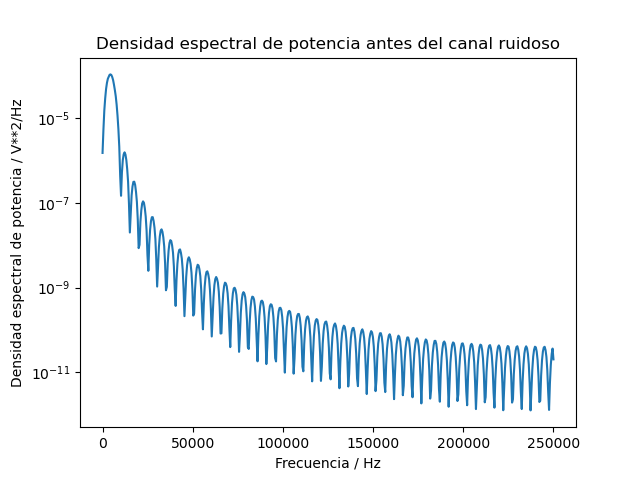 Densidad espectral de potencia antes del canal ruidoso
Densidad espectral de potencia / V**2/Hz
10⁻⁵
10⁻⁷
10⁻⁹
10⁻¹¹
0 50000 100000 150000 200000 250000
Frecuencia / Hz